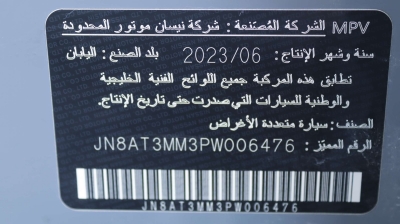 MPV الشركة المُصنعة : شركة نيسان موتور المحدودة
سنة وشهر الإنتاج: 2023/06 بلد الصنع: اليابان
تطابق هذه المركبة جميع اللوائح الفنية الخليجية
والوطنية للسيارات التي صدرت حتى تاريخ الإنتاج.
الصنف: سيارة متعددة الأغراض
الرقم المميّز: JN8AT3MM3PW006476
JN8AT3MM3PW006476